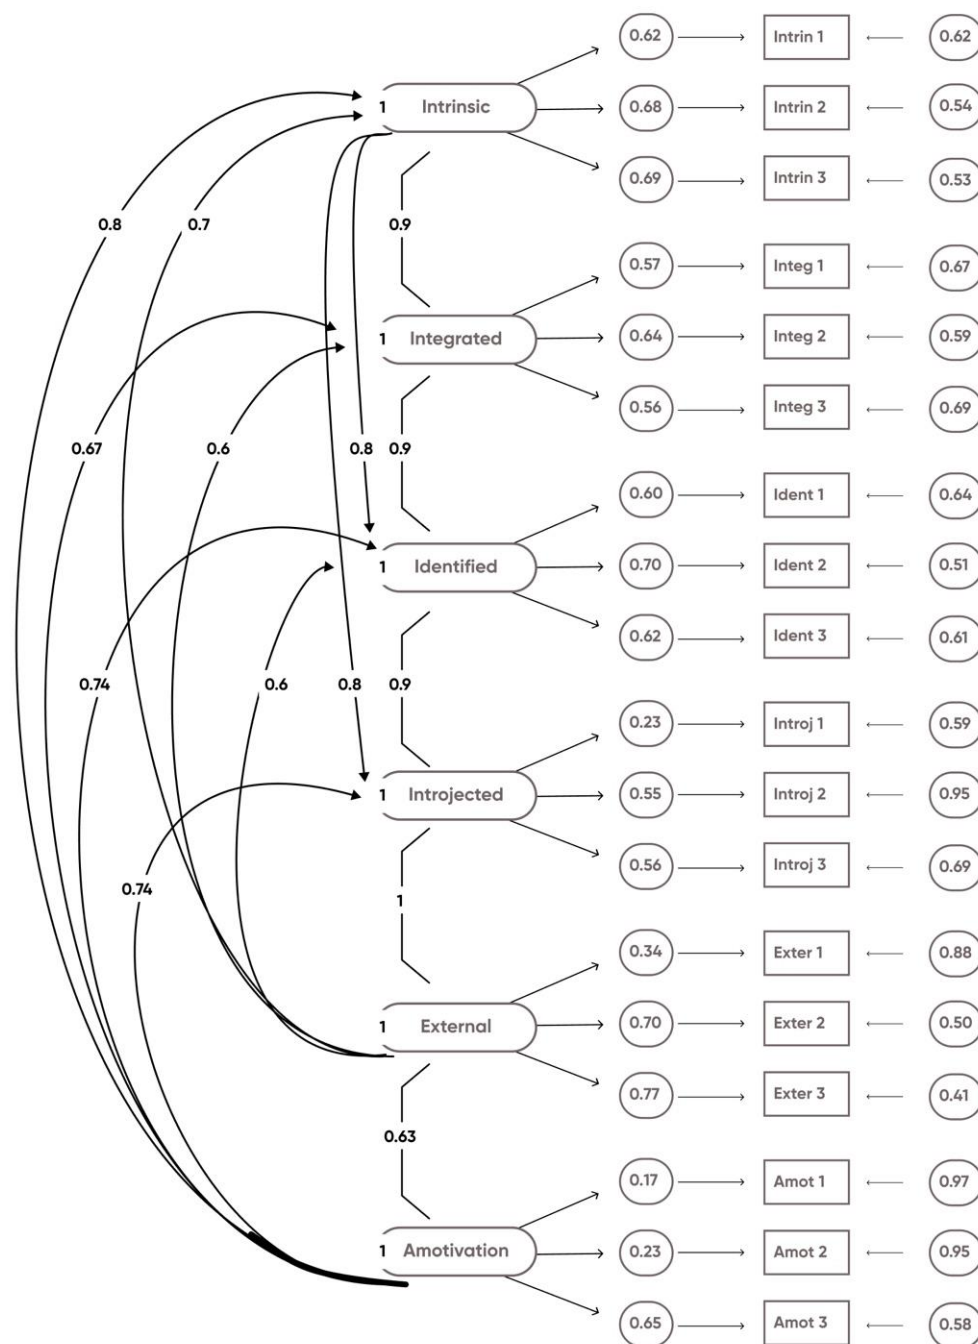 0.62 Intrin 1 0.62
1 Intrinsic 0.68 Intrin 2 0.54
0.69 Intrin 3 0.53
0.8 0.7 0.9
0.57 Integ 1 0.67
1 Integrated 0.64 Integ 2 0.59
0.56 Integ 3 0.69
0.67 0.6 0.8 0.9
0.60 Ident 1 0.64
1 Identified 0.70 Ident 2 0.51
0.62 Ident 3 0.61
0.74 0.6 0.8 0.9
0.23 Introj 1 0.59
1 Introjected 0.55 Introj 2 0.95
0.56 Introj 3 0.69
0.74 1
0.34 Exter 1 0.88
1 External 0.70 Exter 2 0.50
0.77 Exter 3 0.41
0.63
0.17 Amot 1 0.97
1 Amotivation 0.23 Amot 2 0.95
0.65 Amot 3 0.58